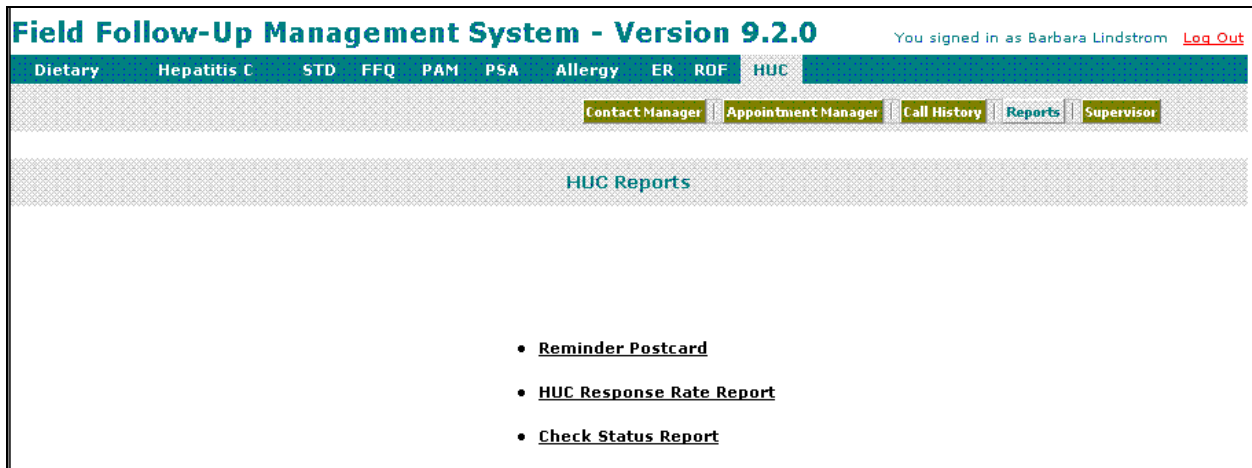 Field Follow-Up Management System - Version 9.2.0 You signed in as Barbara Lindstrom Log Out
Dietary Hepatitis C STD FFQ PAM PSA Allergy ER ROF HUC
Contact Manager | Appointment Manager | Call History | Reports | Supervisor
HUC Reports
• Reminder Postcard
• HUC Response Rate Report
• Check Status Report